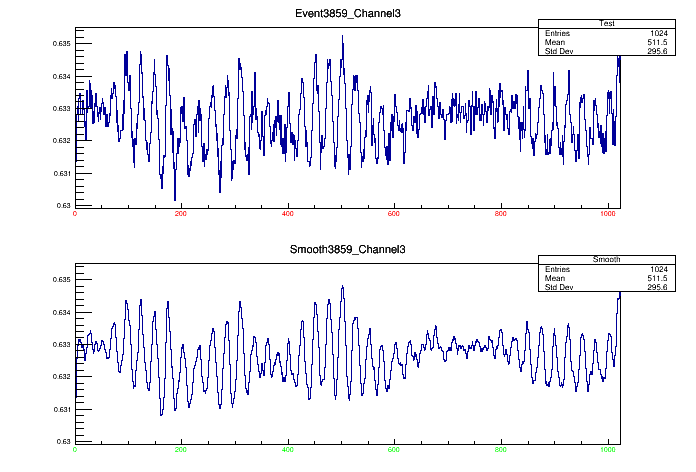 Event3859_Channel3
Test
Entries 1024
Mean 511.5
Std Dev 295.6
0.635
0.634
0.633
0.632
0.631
0.63
0 200 400 600 800 1000
Smooth3859_Channel3
Smooth
Entries 1024
Mean 511.5
Std Dev 295.6
0.635
0.634
0.633
0.632
0.631
0.63
0 200 400 600 800 1000